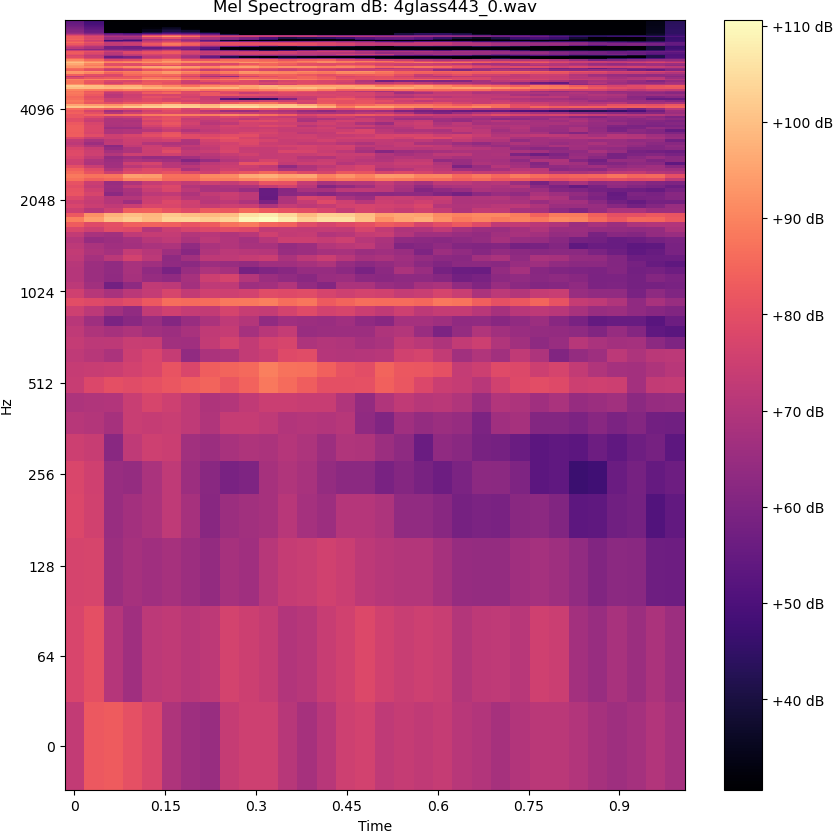 Mel Spectrogram dB: 4glass443_0.wav
+110 dB
+100 dB
+90 dB
+80 dB
+70 dB
+60 dB
+50 dB
+40 dB
4096
2048
1024
512
256
128
64
0
Hz
0
0.15
0.3
0.45
0.6
0.75
0.9
Time